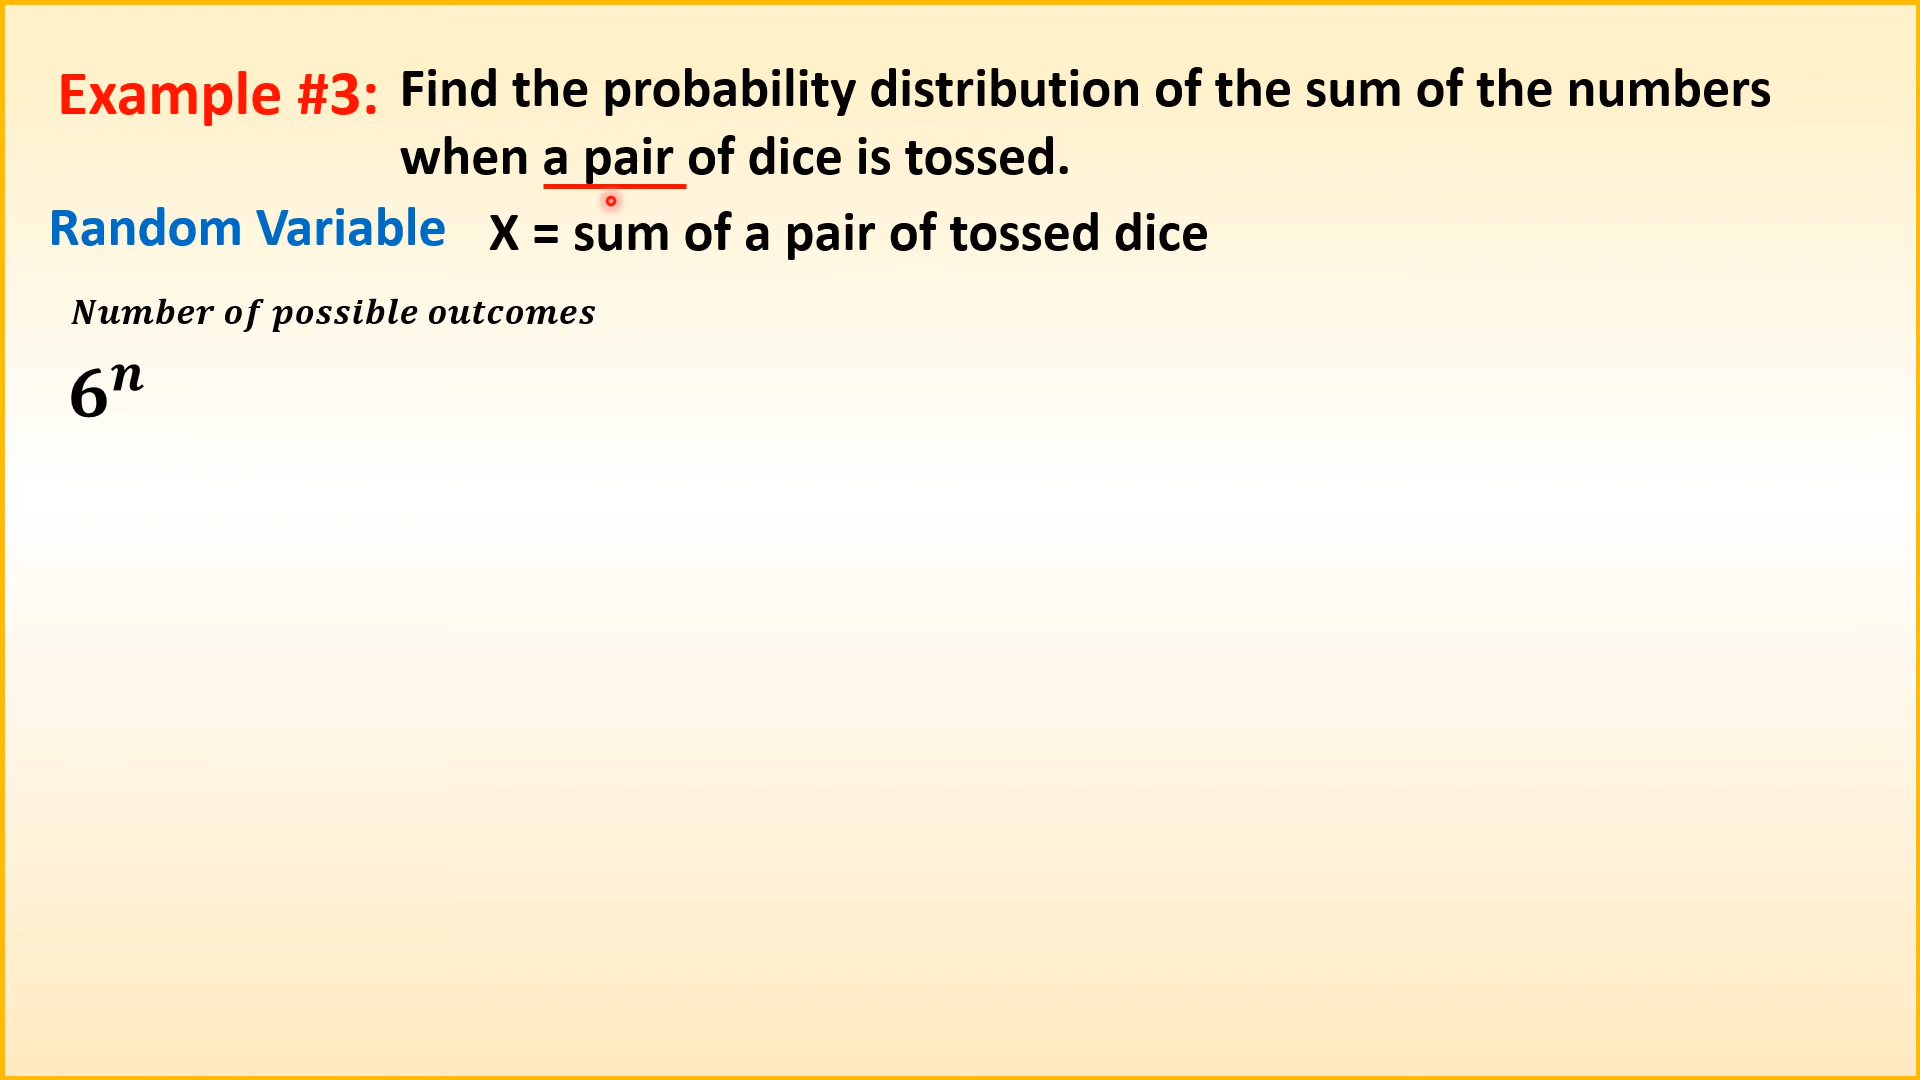 Example #3: Find the probability distribution of the sum of the numbers
when a pair of dice is tossed.
Random Variable X = sum of a pair of tossed dice
Number of possible outcomes
6ⁿ